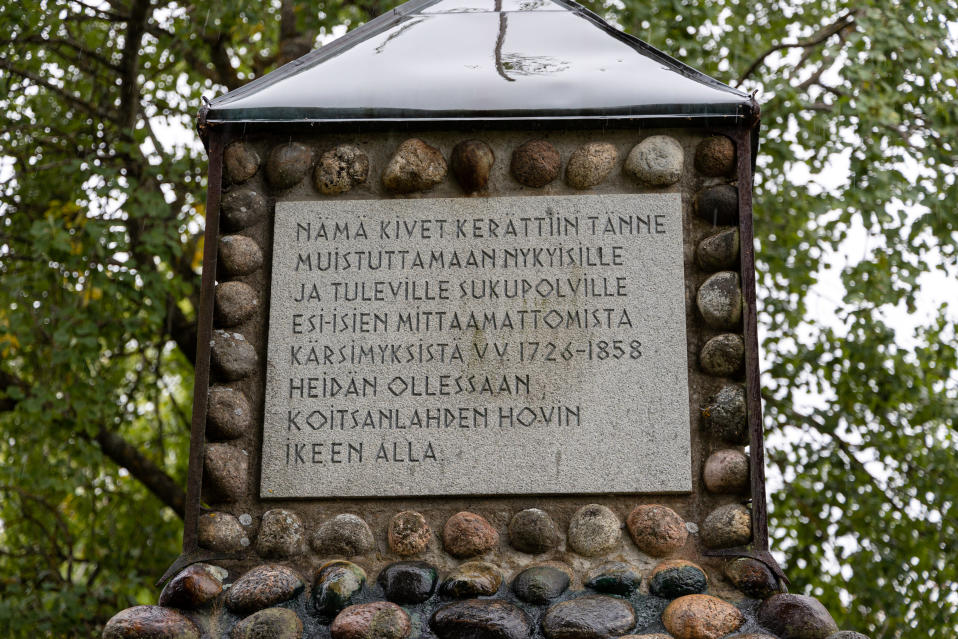 NÄMÄ KIVET KERÄTTIIN TÄNNE
MUISTUTTAMAAN NYKYISILLE
JA TULEVILLE SUKUPOLVILLE
ESI-ISIEN MITTAAMATTOMISTA
KÄRSIMYKSISTÄ V.V. 1726-1858
HEIDÄN OLLESSAAN
KOITSANLAHDEN HOVIN
IKEEN ALLA.